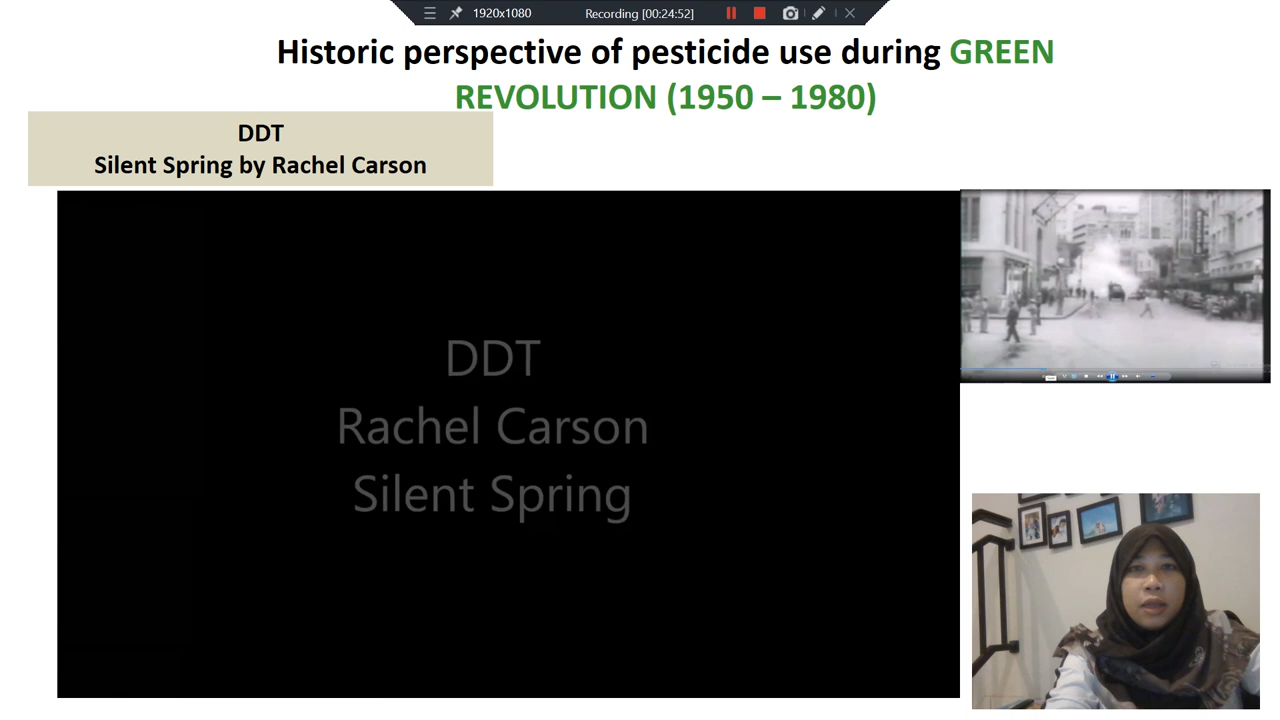 1920x1080
Recording [00:24:52]
Historic perspective of pesticide use during GREEN
REVOLUTION (1950 – 1980)
DDT
Silent Spring by Rachel Carson
DDT
Rachel Carson
Silent Spring